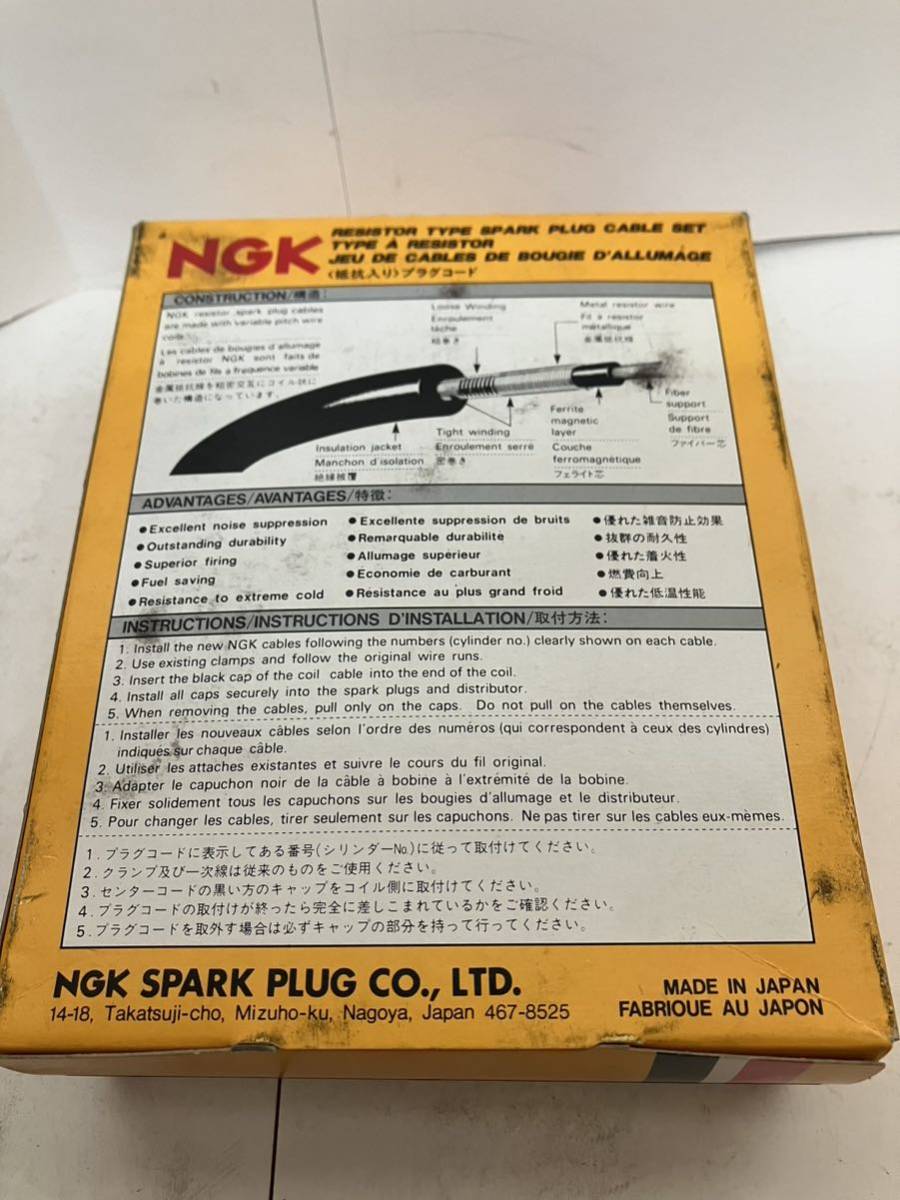 NGK
RESISTOR TYPE SPARK PLUG CABLE SET
TYPE À RESISTOR
JEU DE CABLES DE BOUGIE D'ALLUMAGE
(抵抗入り)プラグコード
CONSTRUCTION/構造:
NGK resistor spark plug cables
are made with variable pitch wire
coils.
Les cables de bougies d'allumage
à resistor NGK sont faits de
bobines de fils a frequence variable
金属抵抗線を粗密交互にコイル状に
巻いた構造になっています。
Loose Winding
Enroulement
lâche
粗巻き
Metal resistor wire
Fil à resistor
métallique
金属抵抗線
Fiber
support
Support
de fibre
ファイバー芯
Ferrite
magnetic
layer
Couche
ferromagnétique
フェライト芯
Tight winding
Enroulement serré
密巻き
Insulation jacket
Manchon d'isolation
絶縁被覆
ADVANTAGES/AVANTAGES/特徴:
●Excellent noise suppression
●Outstanding durability
●Superior firing
●Fuel saving
●Resistance to extreme cold
●Excellente suppression de bruits
●Remarquable durabilité
●Allumage supérieur
●Economie de carburant
●Résistance au plus grand froid
●優れた雑音防止効果
●抜群の耐久性
●優れた着火性
●燃費向上
●優れた低温性能
INSTRUCTIONS/INSTRUCTIONS D'INSTALLATION/取付方法:
1. Install the new NGK cables following the numbers (cylinder no.) clearly shown on each cable.
2. Use existing clamps and follow the original wire runs.
3. Insert the black cap of the coil cable into the end of the coil.
4. Install all caps securely into the spark plugs and distributor.
5. When removing the cables, pull only on the caps. Do not pull on the cables themselves.
1. Installer les nouveaux câbles selon l'ordre des numéros (qui correspondent à ceux des cylindres)
indiqués sur chaque câble.
2. Utiliser les attaches existantes et suivre le cours du fil original.
3. Adapter le capuchon noir de la câble à bobine à l'extrémité de la bobine.
4. Fixer solidement tous les capuchons sur les bougies d'allumage et le distributeur.
5. Pour changer les cables, tirer seulement sur les capuchons. Ne pas tirer sur les cables eux-mèmes.
1. プラグコードに表示してある番号(シリンダーNo.)に従って取付けてください。
2. クランプ及び一次線は従来のものをご使用ください。
3. センターコードの黒い方のキャップをコイル側に取付けてください。
4. プラグコードの取付けが終ったら完全に差しこまれているかをご確認ください。
5. プラグコードを取外す場合は必ずキャップの部分を持って行ってください。
NGK SPARK PLUG CO., LTD.
14-18, Takatsuji-cho, Mizuho-ku, Nagoya, Japan 467-8525
MADE IN JAPAN
FABRIQUE AU JAPON